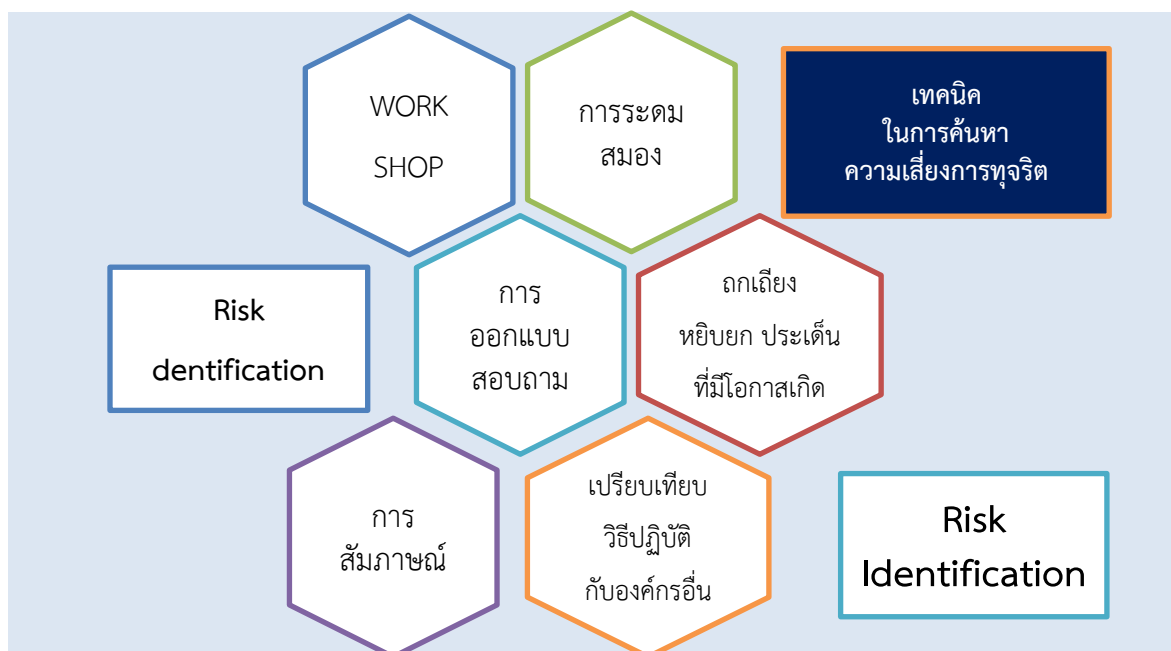 WORK
SHOP
การระดม
สมอง
เทคนิค
ในการค้นหา
ความเสี่ยงการทุจริต
Risk
dentification
การ
ออกแบบ
สอบถาม
ถกเถียง
หยิบยก ประเด็น
ที่มีโอกาสเกิด
การ
สัมภาษณ์
เปรียบเทียบ
วิธีปฏิบัติ
กับองค์กรอื่น
Risk
Identification